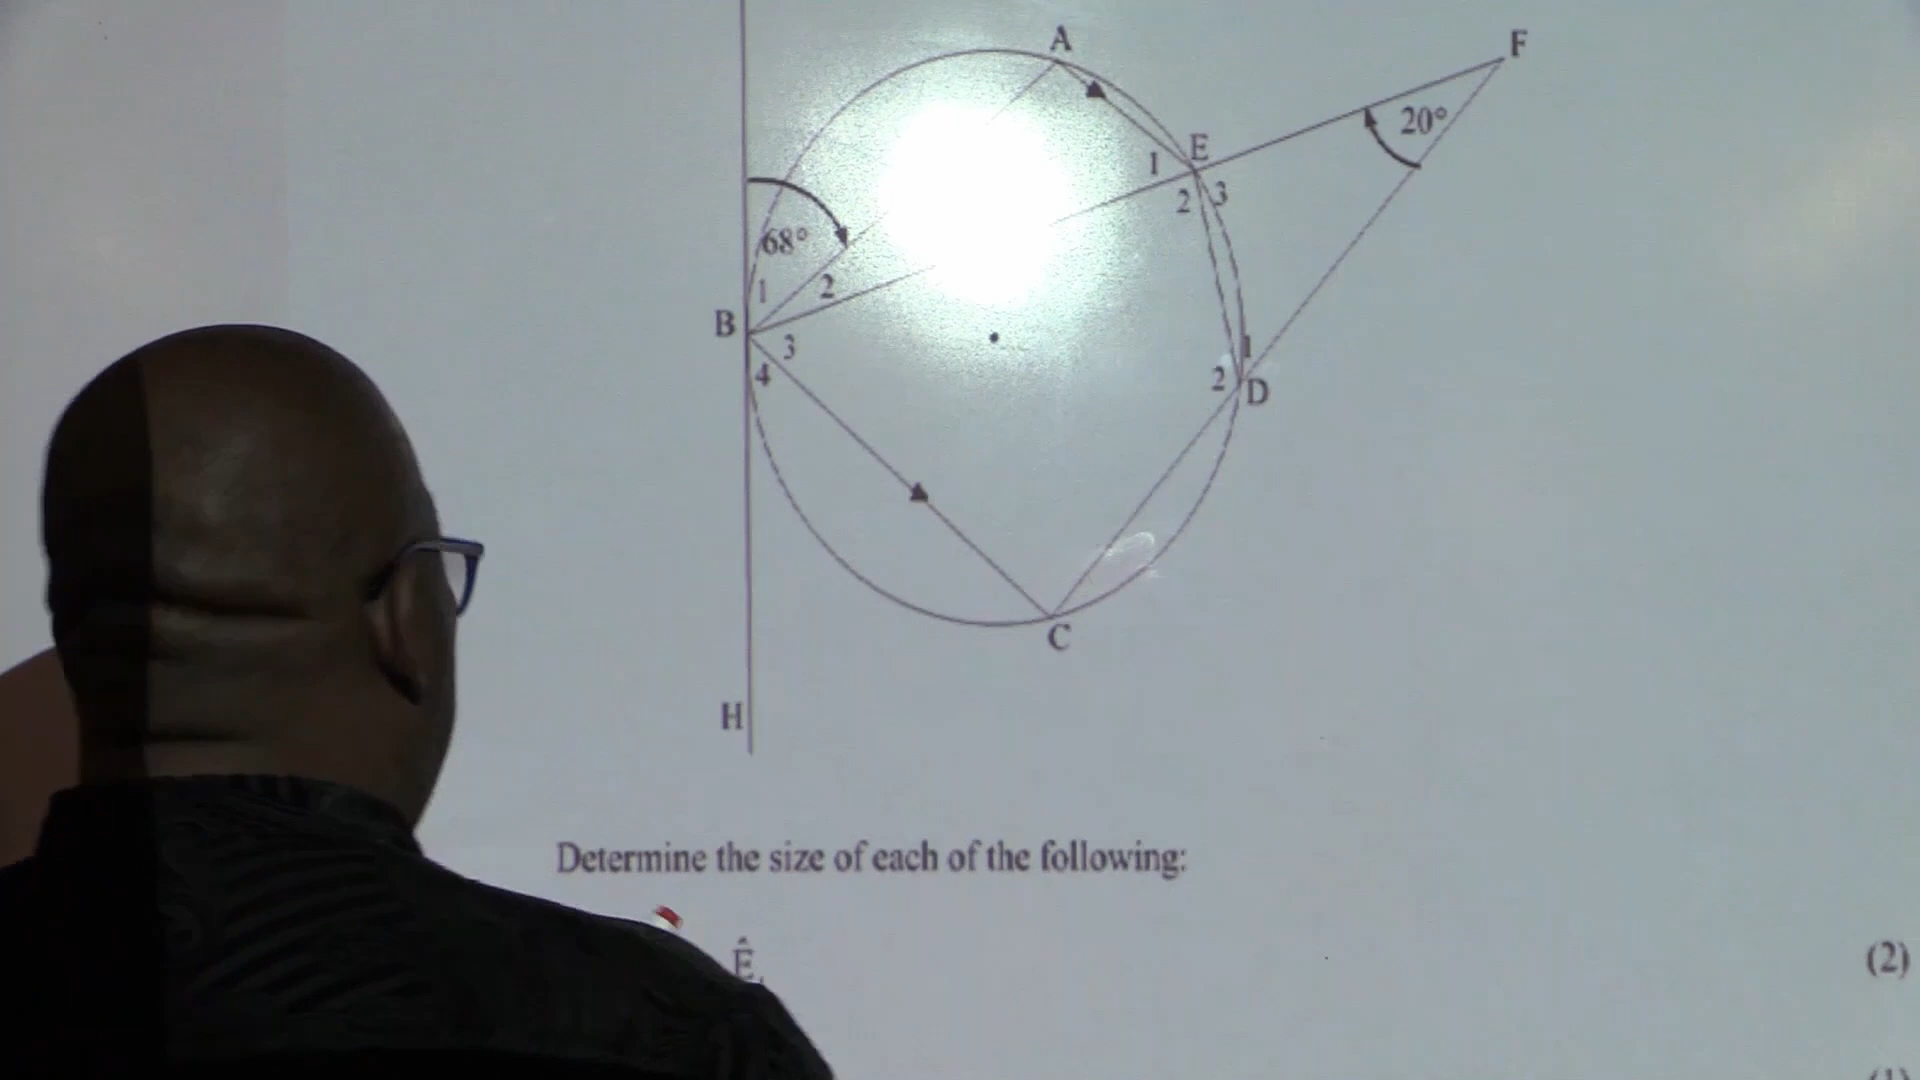 A
F
20°
E
1
2
3
68°
1
2
B
3
4
1
2
D
C
H
Determine the size of each of the following:
Ê
(2)
(1)